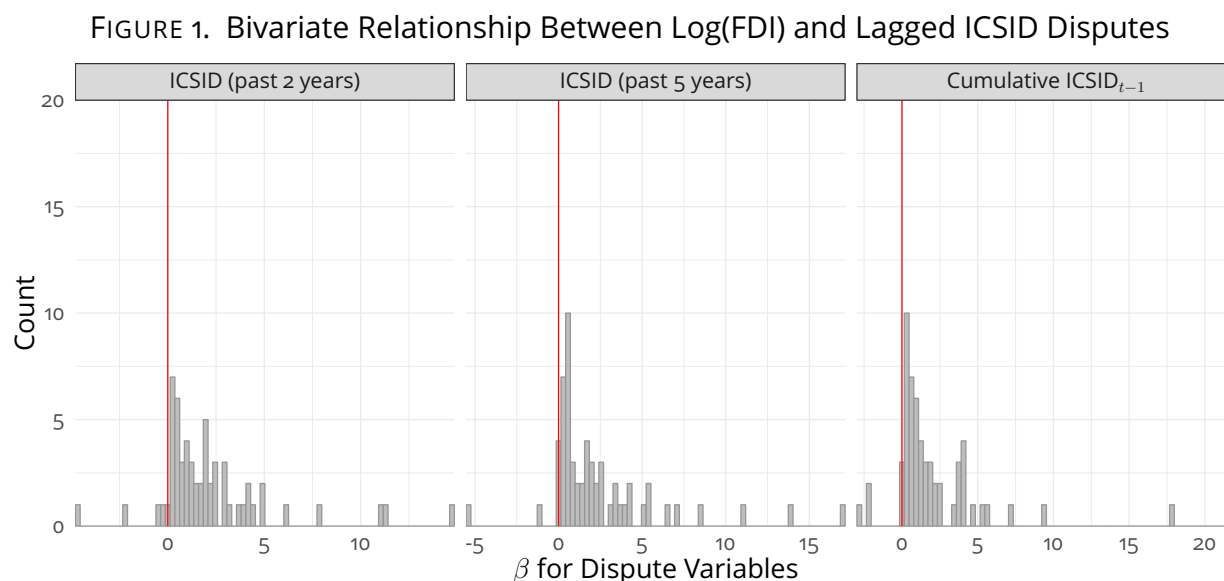 FIGURE 1. Bivariate Relationship Between Log(FDI) and Lagged ICSID Disputes
ICSID (past 2 years) ICSID (past 5 years) Cumulative ICSID_{t−1}
20
15
10
5
0
Count
0 5 10 -5 0 5 10 15 0 5 10 15 20
β for Dispute Variables